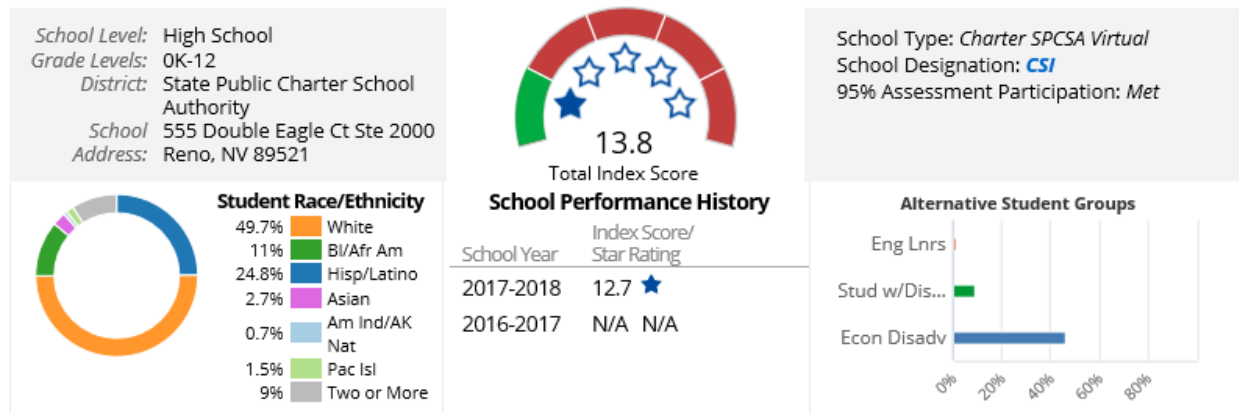 School Level: High School
Grade Levels: 0K-12
District: State Public Charter School
Authority
School 555 Double Eagle Ct Ste 2000
Address: Reno, NV 89521
13.8
Total Index Score
School Type: Charter SPCSA Virtual
School Designation: CSI
95% Assessment Participation: Met
Student Race/Ethnicity
49.7% White
11% Bl/Afr Am
24.8% Hisp/Latino
2.7% Asian
0.7% Am Ind/AK
Nat
1.5% Pac Isl
9% Two or More
School Performance History
Index Score/
School Year Star Rating
2017-2018 12.7
2016-2017 N/A N/A
Alternative Student Groups
Eng Lnrs
Stud w/Dis...
Econ Disadv
0% 20% 40% 60% 80%